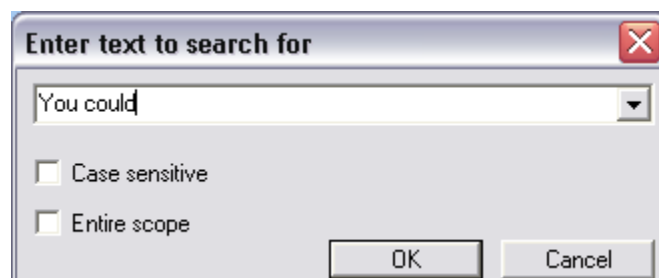 Enter text to search for
You could
Case sensitive
Entire scope
OK Cancel